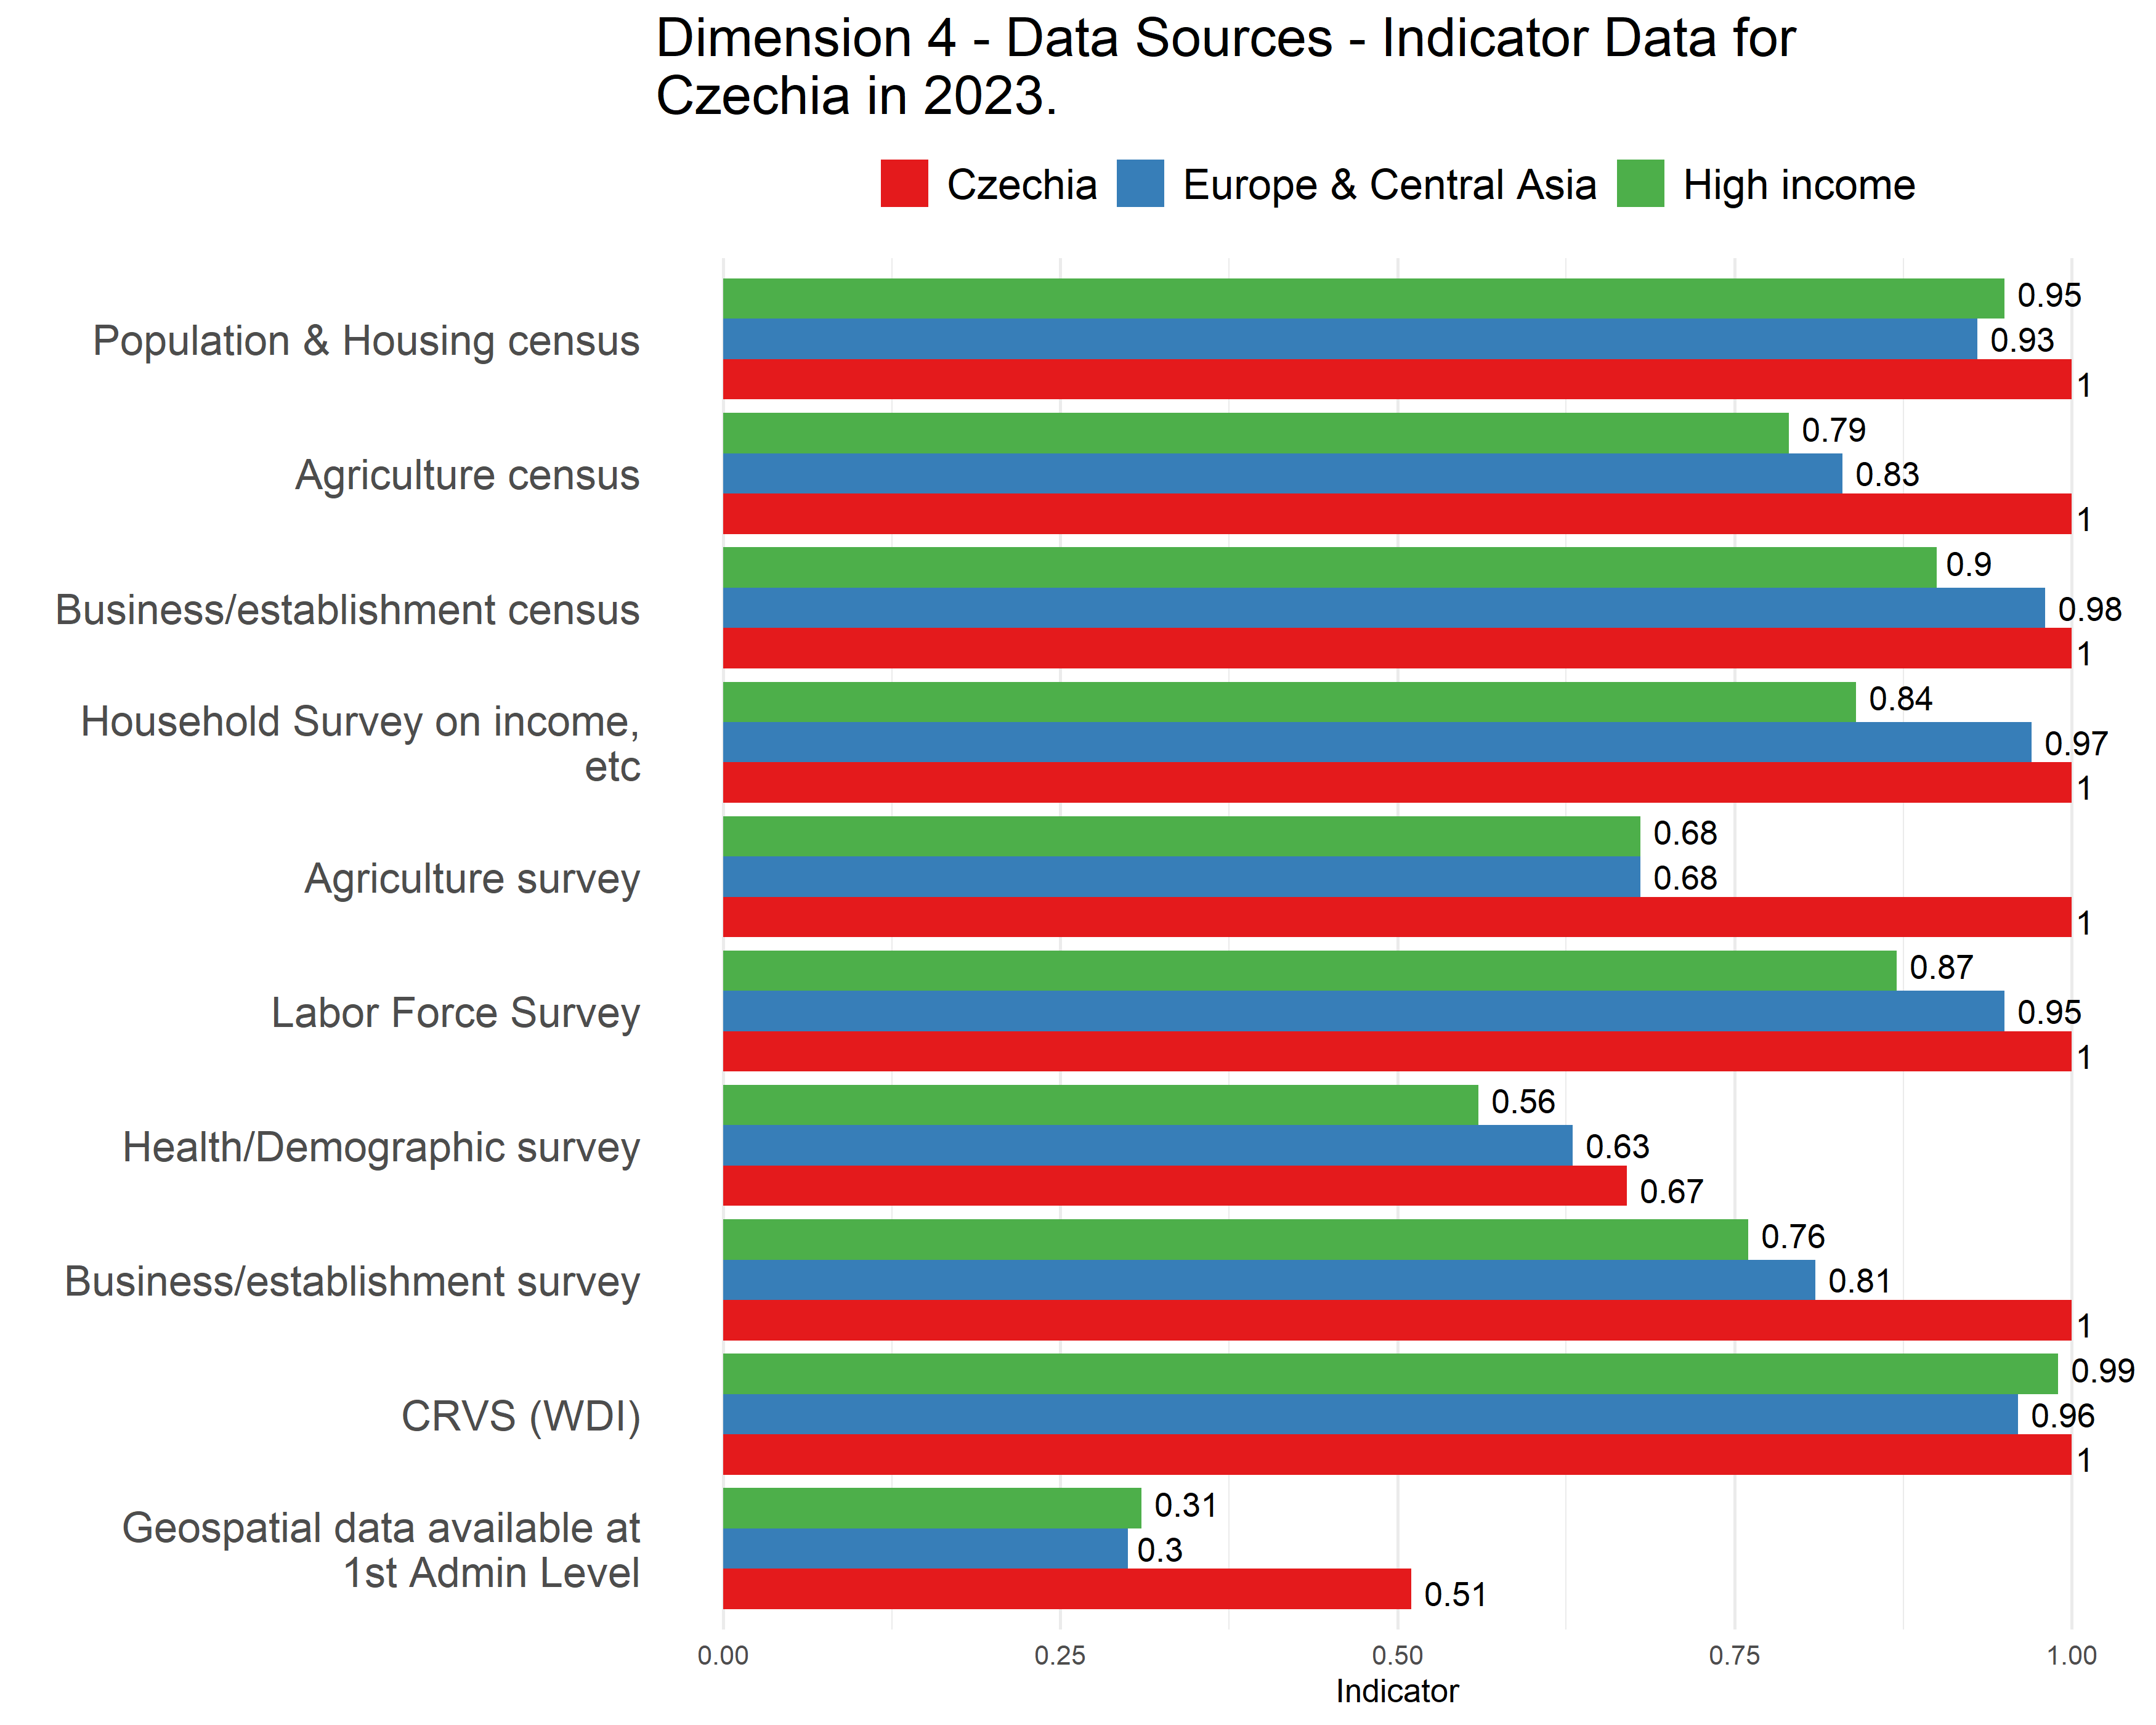 Dimension 4 - Data Sources - Indicator Data for
Czechia in 2023.
Czechia Europe & Central Asia High income
Population & Housing census
0.95
0.93
1
Agriculture census
0.79
0.83
1
Business/establishment census
0.9
0.98
1
Household Survey on income,
etc
0.84
0.97
1
Agriculture survey
0.68
0.68
1
Labor Force Survey
0.87
0.95
1
Health/Demographic survey
0.56
0.63
0.67
Business/establishment survey
0.76
0.81
1
CRVS (WDI)
0.99
0.96
1
Geospatial data available at
1st Admin Level
0.31
0.3
0.51
0.00 0.25 0.50 0.75 1.00
Indicator